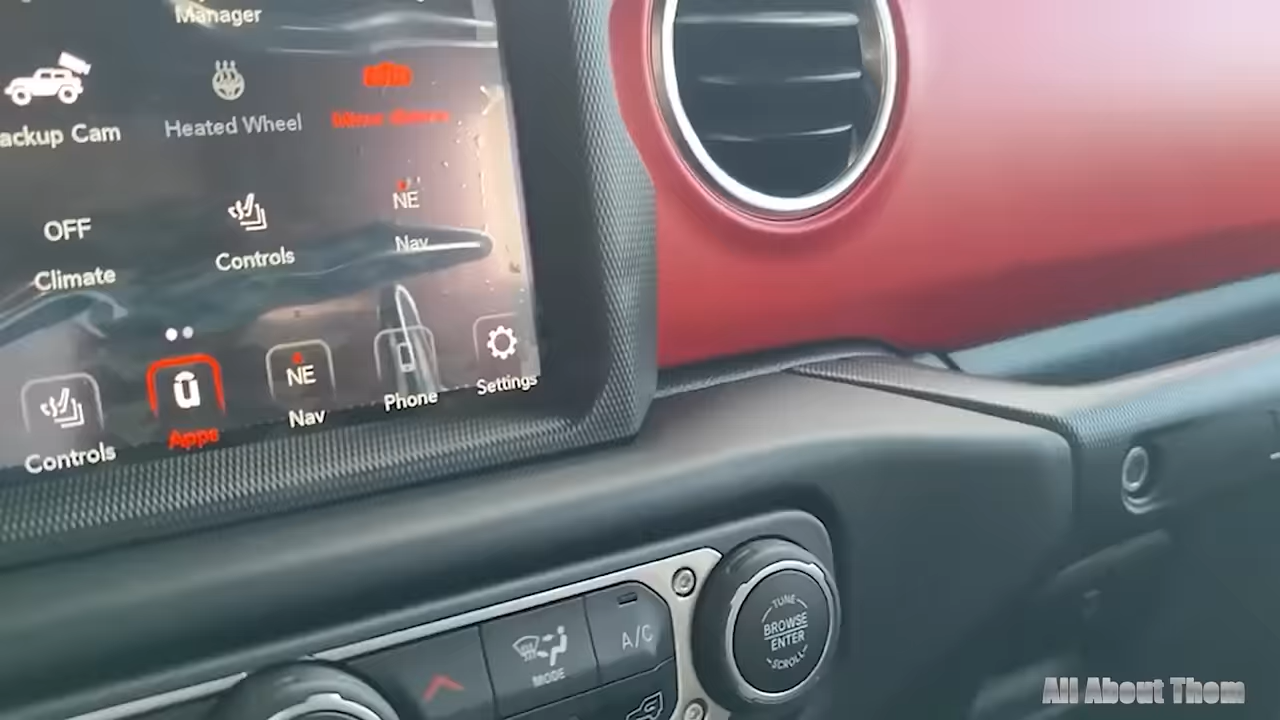 Manager
ackup Cam
Heated Wheel
OFF
Climate
Controls
NE
Nav
Controls
Apps
NE
Nav
Phone
Settings
MODE
A/C
TUNE
BROWSE
ENTER
SCROLL
All About Them